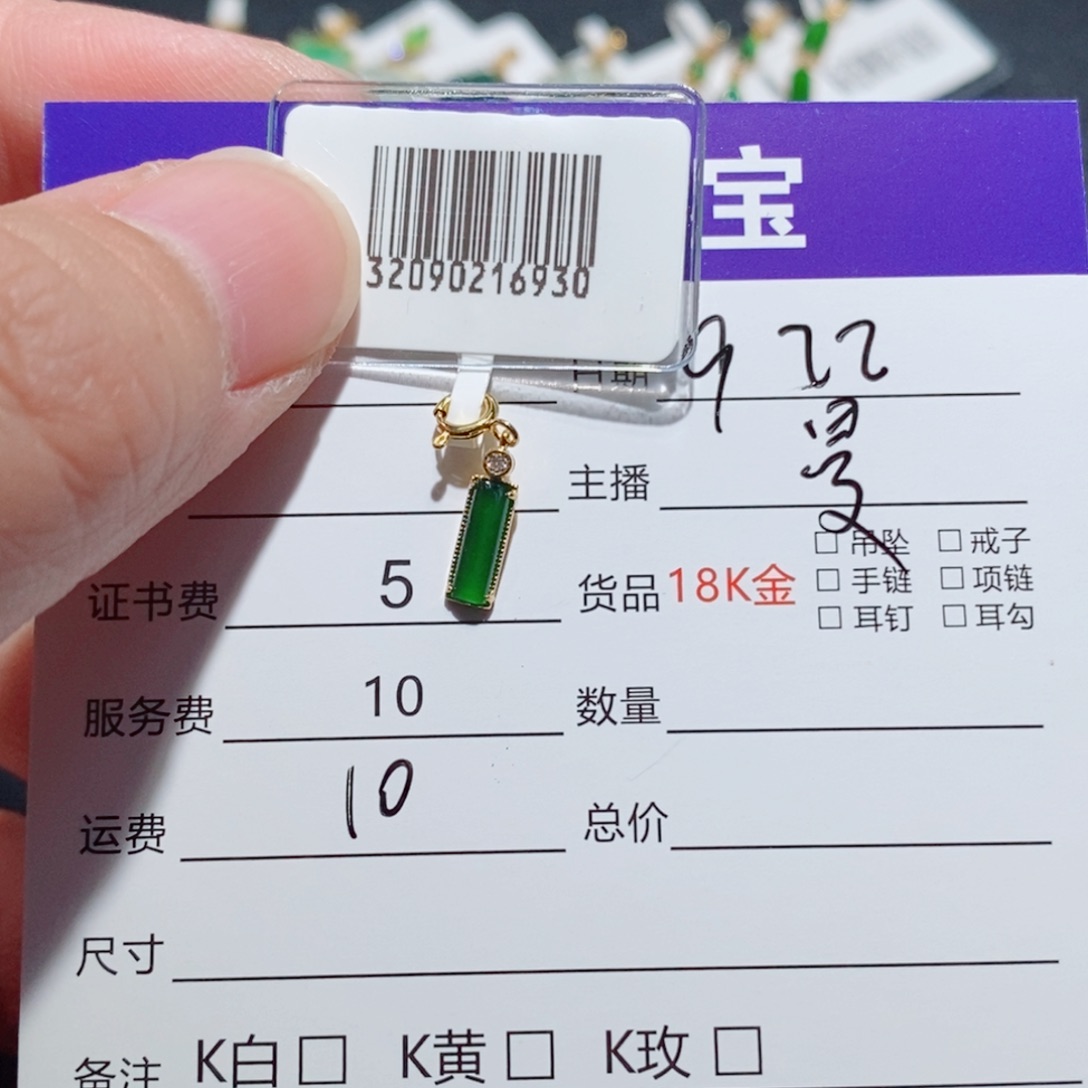 宝
32090216930
日期 9 22
主播 曼
证书费 5 货品 18K金 □ 吊坠 □ 戒子
□ 手链 □ 项链
□ 耳钉 □ 耳勾
服务费 10 数量
运费 10 总价
尺寸
备注 K白 □ K黄 □ K玫 □